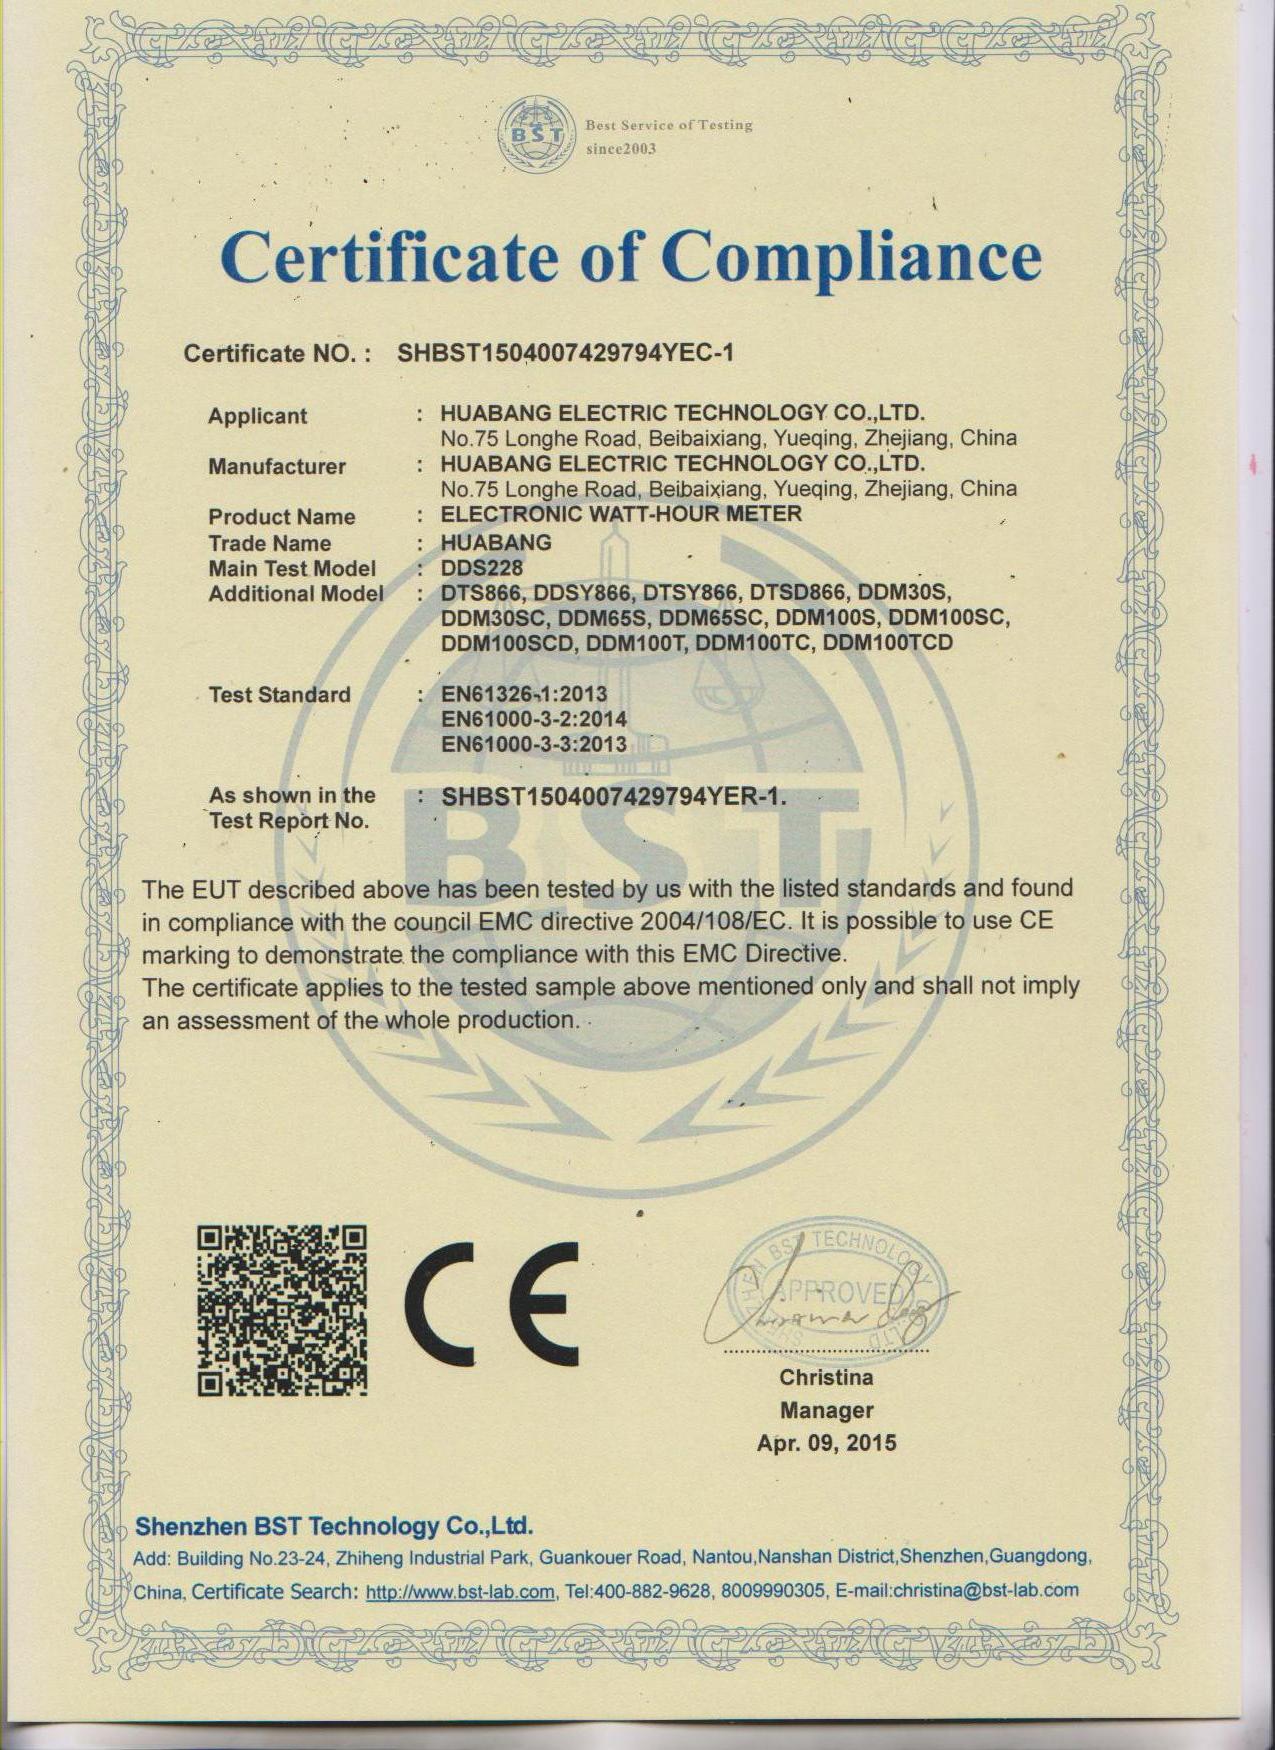 BST
Best Service of Testing
since2003
Certificate of Compliance
Certificate NO. : SHBST1504007429794YEC-1
Applicant : HUABANG ELECTRIC TECHNOLOGY CO.,LTD.
No.75 Longhe Road, Beibaixiang, Yueqing, Zhejiang, China
Manufacturer : HUABANG ELECTRIC TECHNOLOGY CO.,LTD.
No.75 Longhe Road, Beibaixiang, Yueqing, Zhejiang, China
Product Name : ELECTRONIC WATT-HOUR METER
Trade Name : HUABANG
Main Test Model : DDS228
Additional Model : DTS866, DDSY866, DTSY866, DTSD866, DDM30S,
DDM30SC, DDM65S, DDM65SC, DDM100S, DDM100SC,
DDM100SCD, DDM100T, DDM100TC, DDM100TCD
Test Standard : EN61326-1:2013
EN61000-3-2:2014
EN61000-3-3:2013
As shown in the : SHBST1504007429794YER-1.
Test Report No.
BST
The EUT described above has been tested by us with the listed standards and found
in compliance with the council EMC directive 2004/108/EC. It is possible to use CE
marking to demonstrate the compliance with this EMC Directive.
The certificate applies to the tested sample above mentioned only and shall not imply
an assessment of the whole production.
CE
SHENZHEN BST TECHNOLOGY CO.,LTD
APPROVED
Christina
Manager
Apr. 09, 2015
Shenzhen BST Technology Co.,Ltd.
Add: Building No.23-24, Zhiheng Industrial Park, Guankouer Road, Nantou,Nanshan District,Shenzhen,Guangdong,
China, Certificate Search: http://www.bst-lab.com, Tel:400-882-9628, 8009990305, E-mail:christina@bst-lab.com